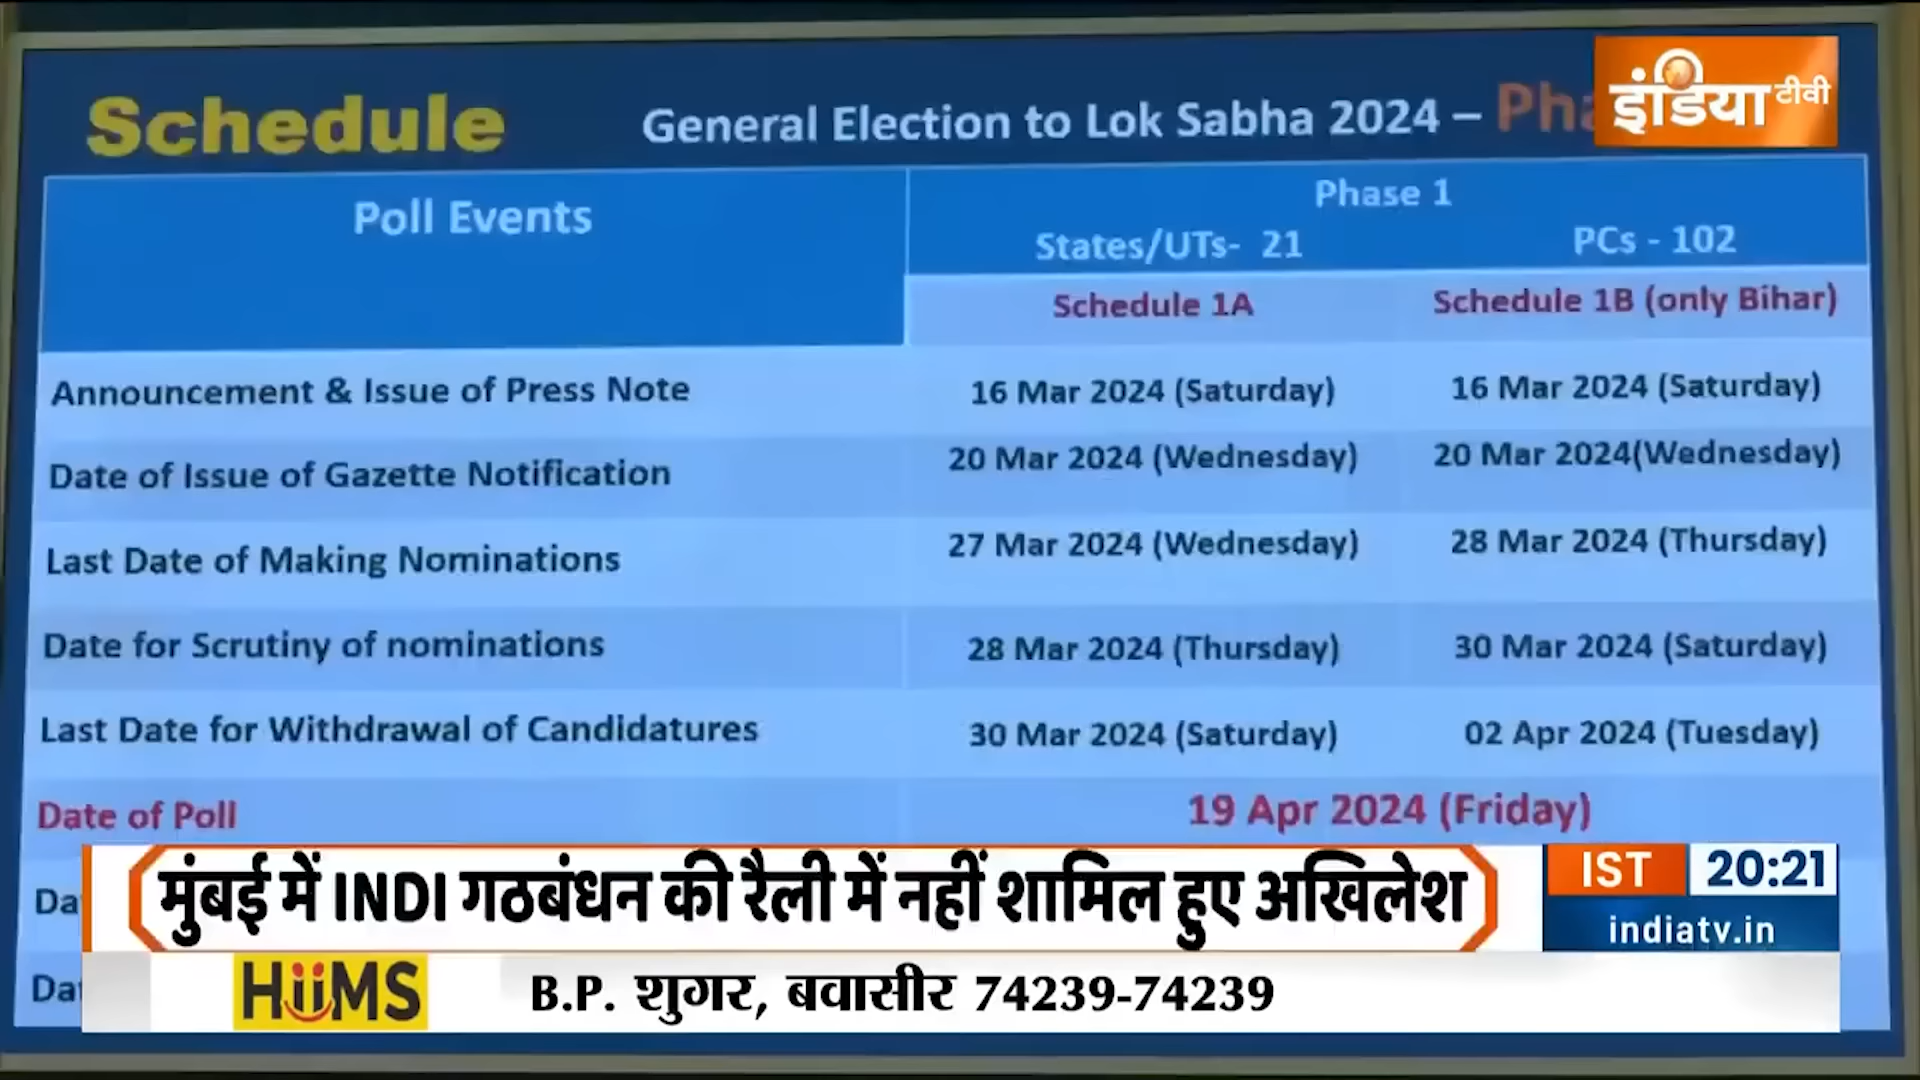 Schedule
General Election to Lok Sabha 2024 –
इंडिया टीवी
Poll Events
Phase 1
States/UTs- 21
PCs - 102
Schedule 1A
Schedule 1B (only Bihar)
Announcement & Issue of Press Note
16 Mar 2024 (Saturday)
16 Mar 2024 (Saturday)
Date of Issue of Gazette Notification
20 Mar 2024 (Wednesday)
20 Mar 2024(Wednesday)
Last Date of Making Nominations
27 Mar 2024 (Wednesday)
28 Mar 2024 (Thursday)
Date for Scrutiny of nominations
28 Mar 2024 (Thursday)
30 Mar 2024 (Saturday)
Last Date for Withdrawal of Candidatures
30 Mar 2024 (Saturday)
02 Apr 2024 (Tuesday)
Date of Poll
19 Apr 2024 (Friday)
मुंबई में INDI गठबंधन की रैली में नहीं शामिल हुए अखिलेश
IST 20:21
indiatv.in
HiiMS
B.P. शुगर, बवासीर 74239-74239